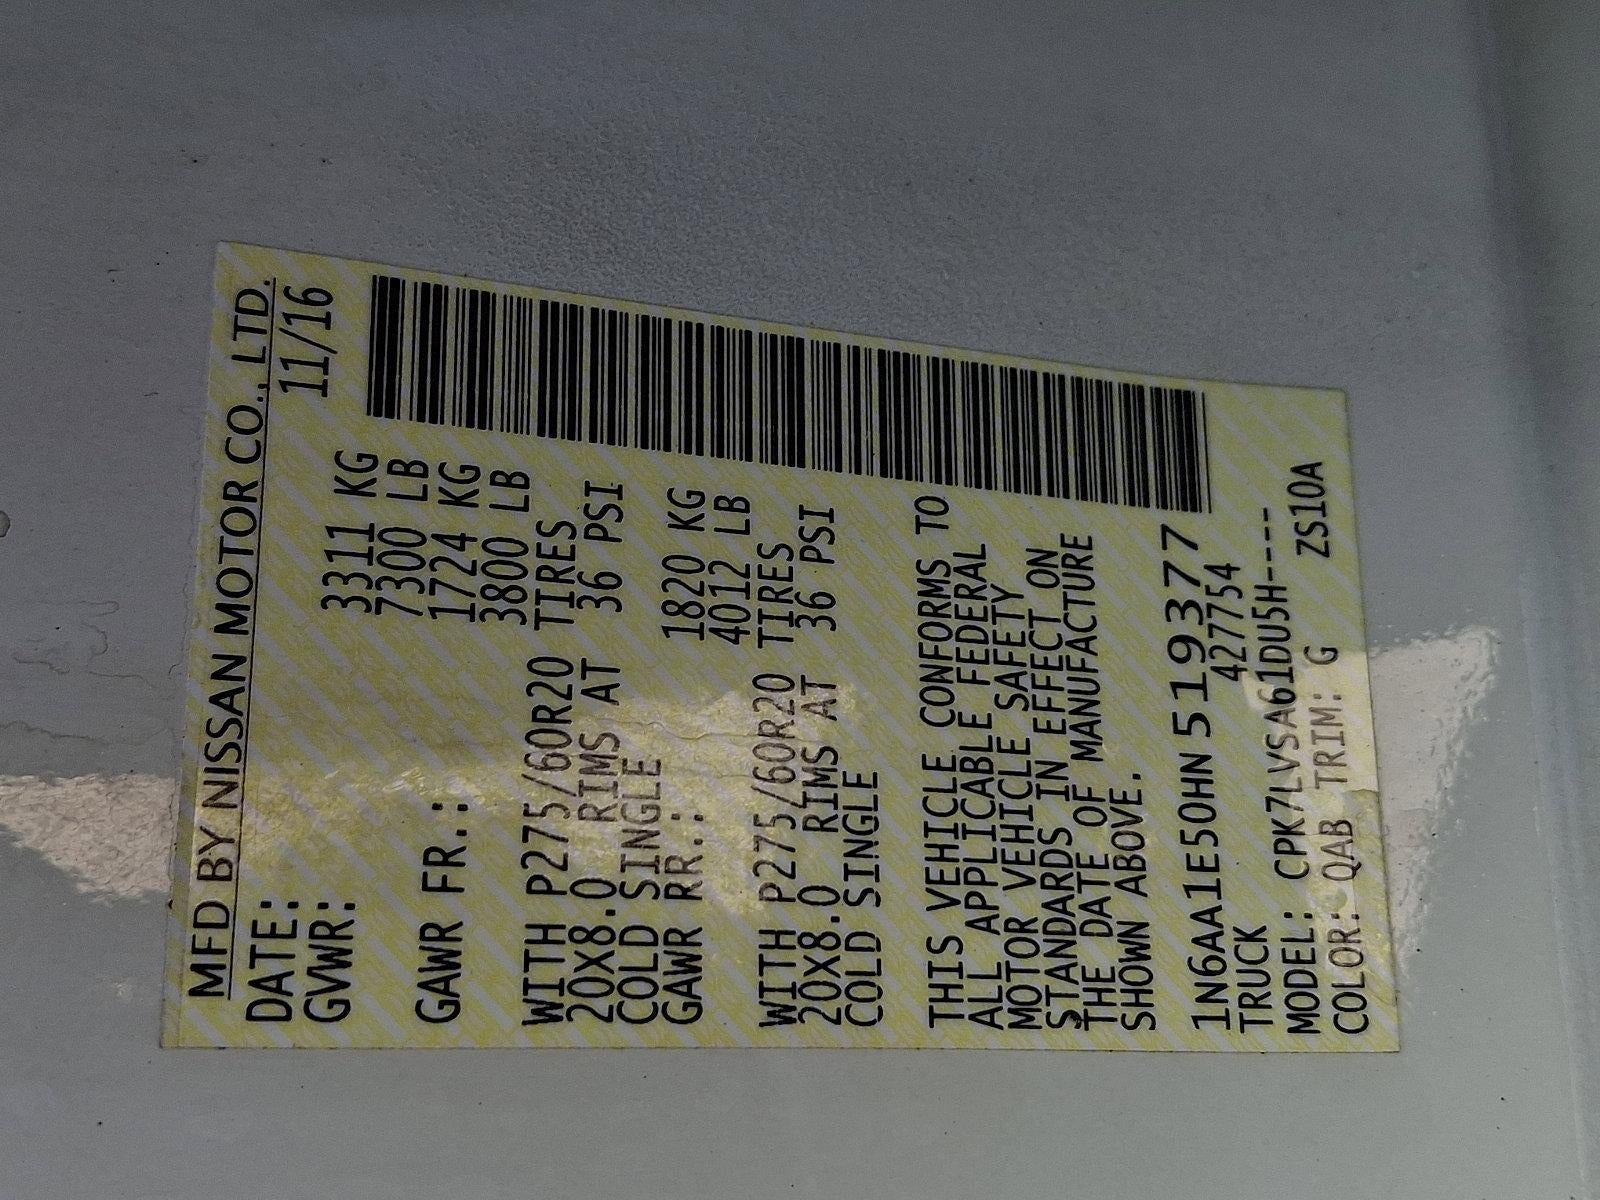 MFD BY NISSAN MOTOR CO., LTD.
DATE: 11/16
GVWR: 3311 KG
7300 LB
GAWR FR.: 1724 KG
3800 LB
WITH P275/60R20 TIRES
20X8.0 RIMS AT 36 PSI
COLD SINGLE
GAWR RR.: 1820 KG
4012 LB
WITH P275/60R20 TIRES
20X8.0 RIMS AT 36 PSI
COLD SINGLE
THIS VEHICLE CONFORMS TO
ALL APPLICABLE FEDERAL
MOTOR VEHICLE SAFETY
STANDARDS IN EFFECT ON
THE DATE OF MANUFACTURE
SHOWN ABOVE.
1N6AA1E50HN519377
TRUCK 427754
MODEL: CPK7LVSA61DU5H----
COLOR: QAB TRIM: G ZS10A